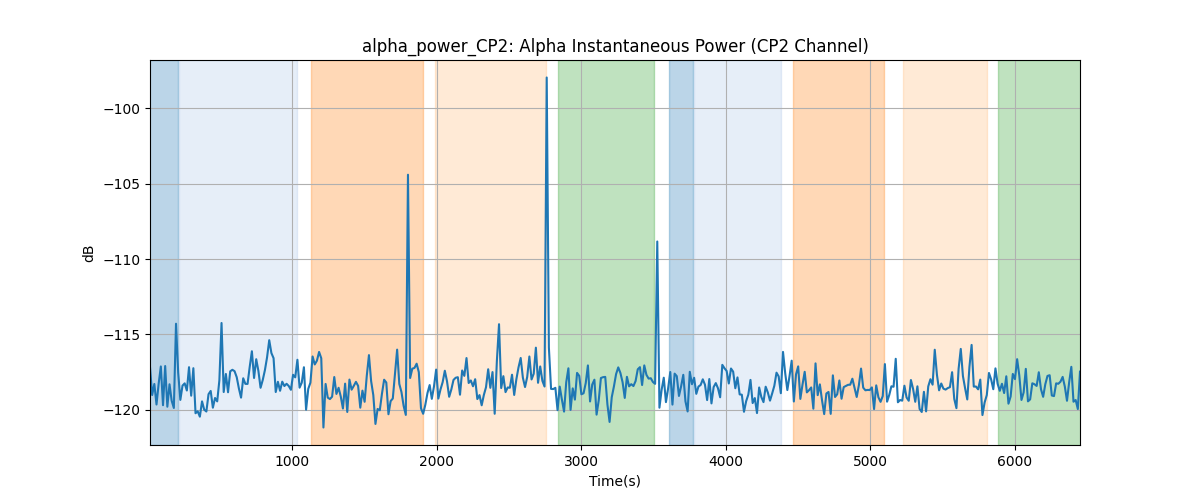 alpha_power_CP2: Alpha Instantaneous Power (CP2 Channel)
−100
−105
−110
−115
−120
dB
1000 2000 3000 4000 5000 6000
Time(s)